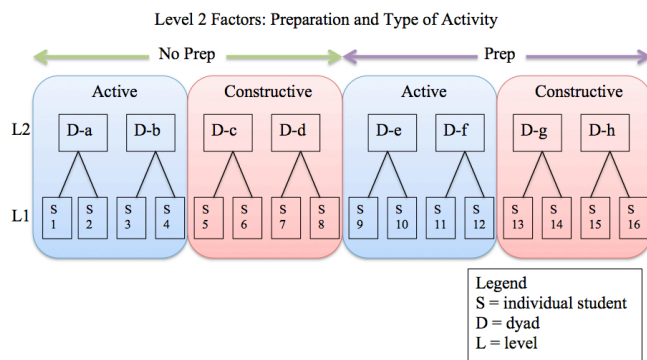 Level 2 Factors: Preparation and Type of Activity
No Prep Prep
Active Constructive Active Constructive
L2 D-a D-b D-c D-d D-e D-f D-g D-h
L1 S S S S S S S S S S S S S S S S
1 2 3 4 5 6 7 8 9 10 11 12 13 14 15 16
Legend
S = individual student
D = dyad
L = level